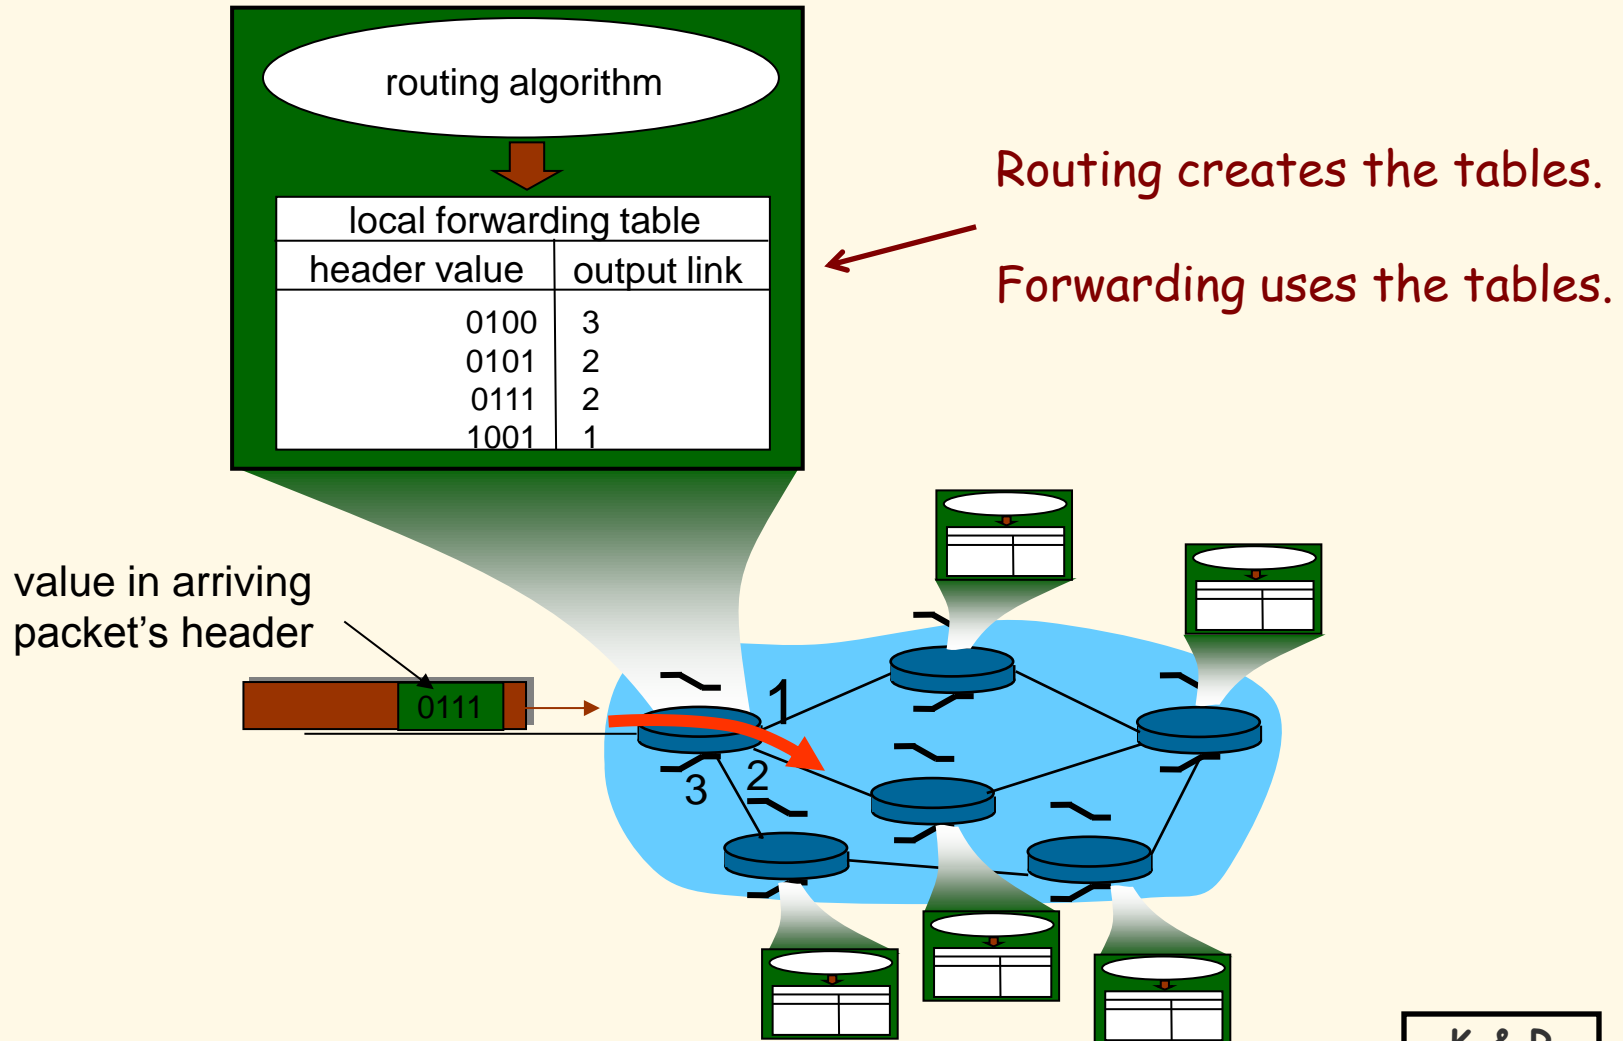 routing algorithm
local forwarding table
header value output link
0100 3
0101 2
0111 2
1001 1
Routing creates the tables.
Forwarding uses the tables.
value in arriving
packet's header
0111
1
2
3
K & R